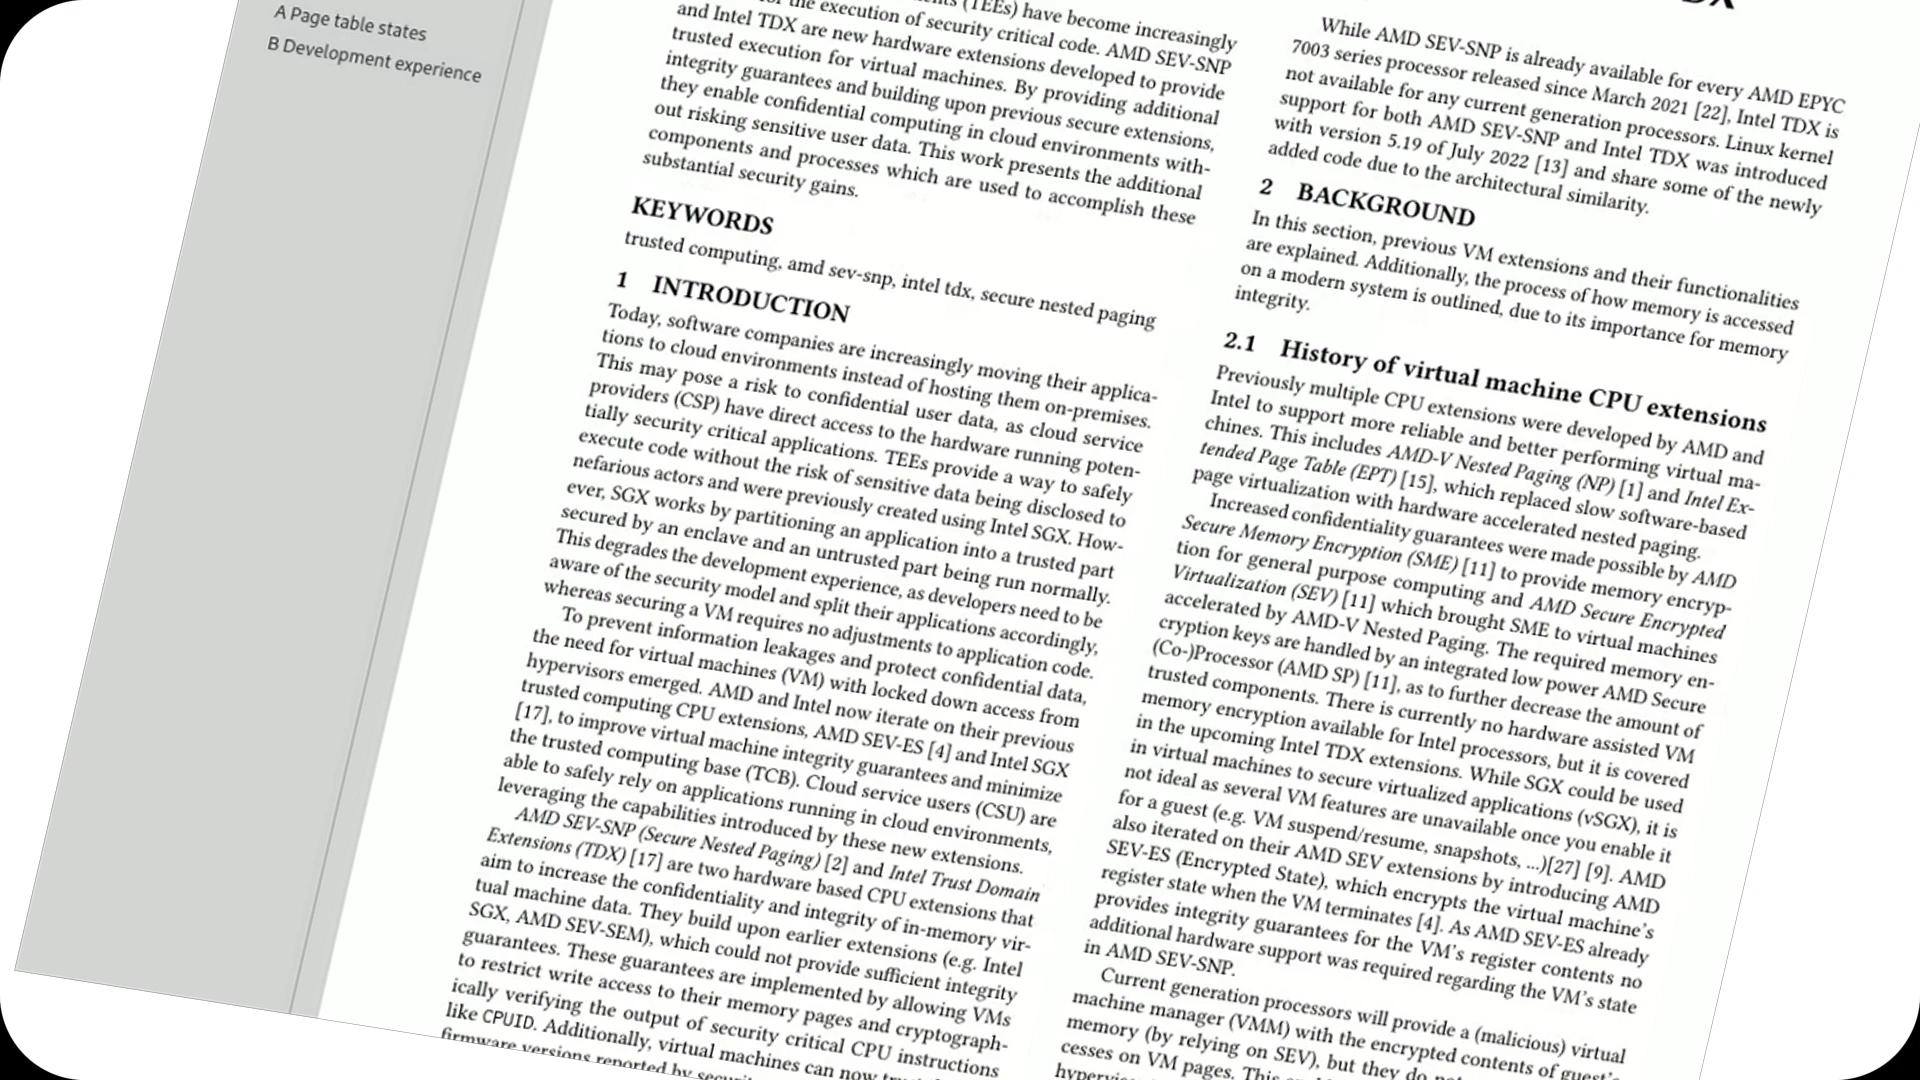 A Page table states
B Development experience
(TEEs) have become increasingly
the execution of security critical code. AMD SEV-SNP
and Intel TDX are new hardware extensions developed to provide
trusted execution for virtual machines. By providing additional
integrity guarantees and building upon previous secure extensions,
they enable confidential computing in cloud environments with-
out risking sensitive user data. This work presents the additional
components and processes which are used to accomplish these
substantial security gains.
KEYWORDS
trusted computing, amd sev-snp, intel tdx, secure nested paging
1 INTRODUCTION
Today, software companies are increasingly moving their applica-
tions to cloud environments instead of hosting them on-premises.
This may pose a risk to confidential user data, as cloud service
providers (CSP) have direct access to the hardware running poten-
tially security critical applications. TEEs provide a way to safely
execute code without the risk of sensitive data being disclosed to
nefarious actors and were previously created using Intel SGX. How-
ever, SGX works by partitioning an application into a trusted part
secured by an enclave and an untrusted part being run normally.
This degrades the development experience, as developers need to be
aware of the security model and split their applications accordingly,
whereas securing a VM requires no adjustments to application code.
To prevent information leakages and protect confidential data,
the need for virtual machines (VM) with locked down access from
hypervisors emerged. AMD and Intel now iterate on their previous
trusted computing CPU extensions, AMD SEV-ES [4] and Intel SGX
[17], to improve virtual machine integrity guarantees and minimize
the trusted computing base (TCB). Cloud service users (CSU) are
able to safely rely on applications running in cloud environments,
leveraging the capabilities introduced by these new extensions.
AMD SEV-SNP (Secure Nested Paging) [2] and Intel Trust Domain
Extensions (TDX) [17] are two hardware based CPU extensions that
aim to increase the confidentiality and integrity of in-memory vir-
tual machine data. They build upon earlier extensions (e.g. Intel
SGX, AMD SEV-SEM), which could not provide sufficient integrity
guarantees. These guarantees are implemented by allowing VMs
to restrict write access to their memory pages and cryptograph-
ically verifying the output of security critical CPU instructions
like CPUID. Additionally, virtual machines can now
firmware versions reported by
TDX
While AMD SEV-SNP is already available for every AMD EPYC
7003 series processor released since March 2021 [22], Intel TDX is
not available for any current generation processors. Linux kernel
support for both AMD SEV-SNP and Intel TDX was introduced
with version 5.19 of July 2022 [13] and share some of the newly
added code due to the architectural similarity.
2 BACKGROUND
In this section, previous VM extensions and their functionalities
are explained. Additionally, the process of how memory is accessed
on a modern system is outlined, due to its importance for memory
integrity.
2.1 History of virtual machine CPU extensions
Previously multiple CPU extensions were developed by AMD and
Intel to support more reliable and better performing virtual ma-
chines. This includes AMD-V Nested Paging (NP) [1] and Intel Ex-
tended Page Table (EPT) [15], which replaced slow software-based
page virtualization with hardware accelerated nested paging.
Increased confidentiality guarantees were made possible by AMD
Secure Memory Encryption (SME) [11] to provide memory encryp-
tion for general purpose computing and AMD Secure Encrypted
Virtualization (SEV) [11] which brought SME to virtual machines
accelerated by AMD-V Nested Paging. The required memory en-
cryption keys are handled by an integrated low power AMD Secure
(Co-)Processor (AMD SP) [11], as to further decrease the amount of
trusted components. There is currently no hardware assisted VM
memory encryption available for Intel processors, but it is covered
in the upcoming Intel TDX extensions. While SGX could be used
in virtual machines to secure virtualized applications (vSGX), it is
not ideal as several VM features are unavailable once you enable it
for a guest (e.g. VM suspend/resume, snapshots, ...)[27] [9]. AMD
also iterated on their AMD SEV extensions by introducing AMD
SEV-ES (Encrypted State), which encrypts the virtual machine's
register state when the VM terminates [4]. As AMD SEV-ES already
provides integrity guarantees for the VM's register contents no
additional hardware support was required regarding the VM's state
in AMD SEV-SNP.
Current generation processors will provide a (malicious) virtual
machine manager (VMM) with the encrypted contents of guest's
memory (by relying on SEV), but they do
cesses on VM pages. This